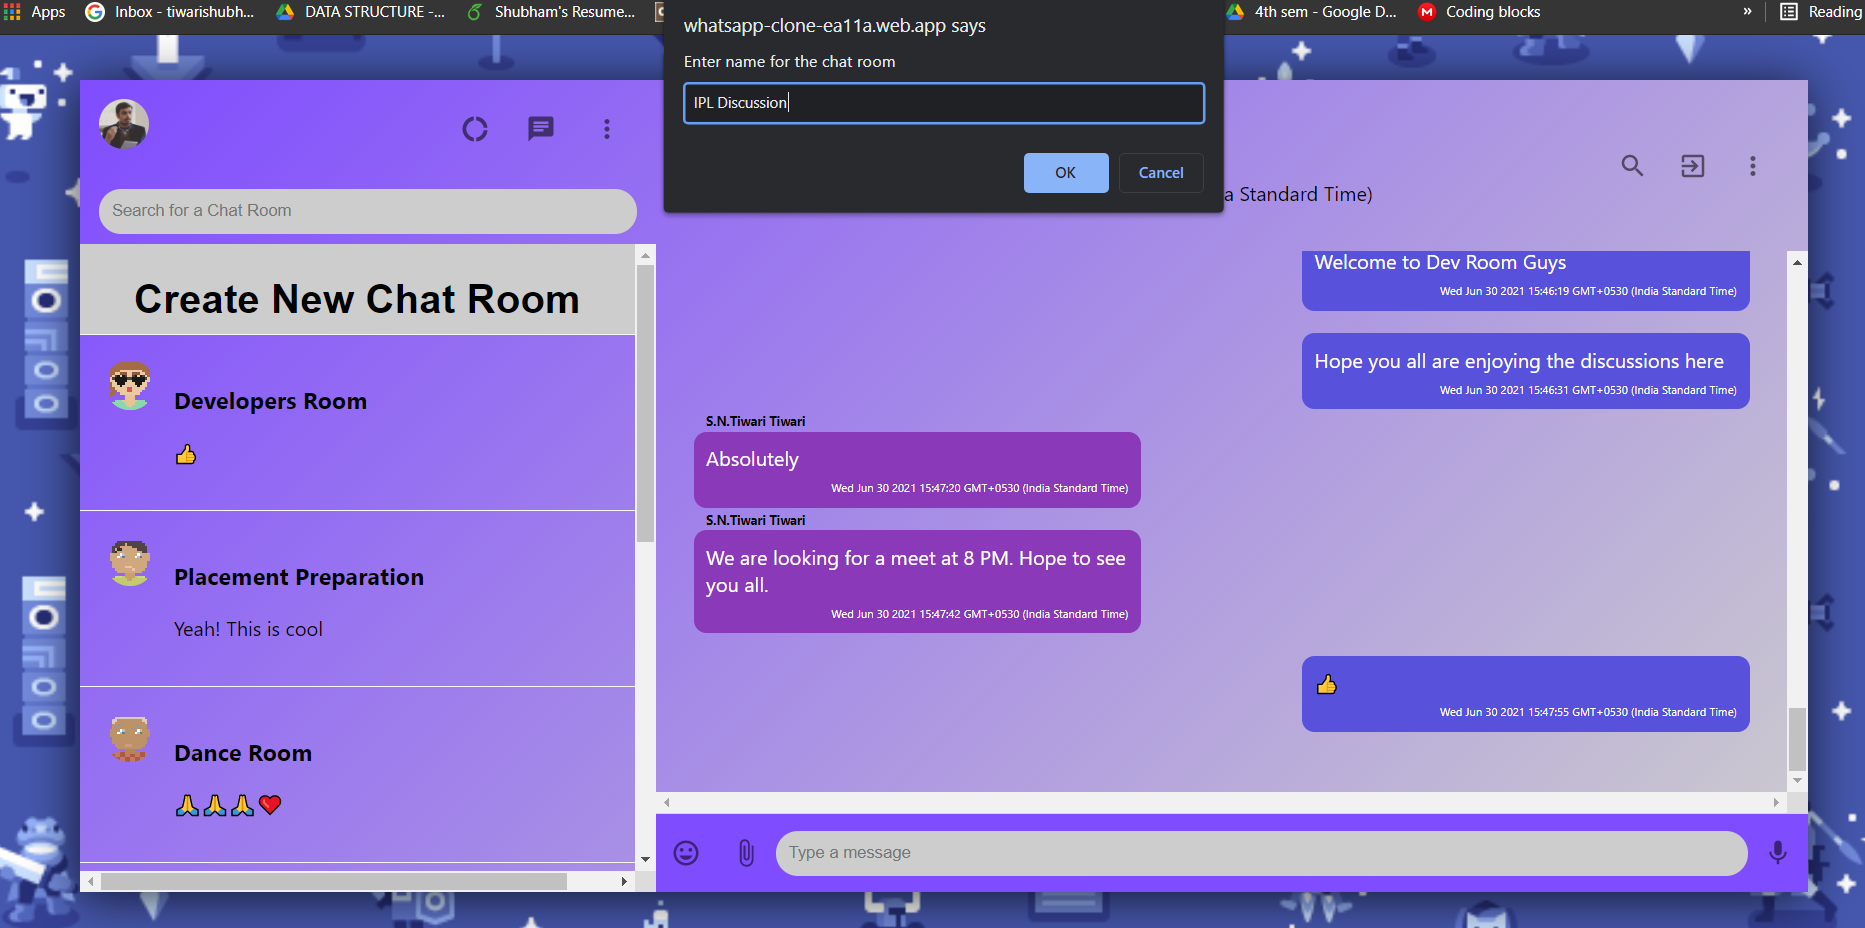 Apps
Inbox - tiwarishubh...
DATA STRUCTURE -...
Shubham's Resume...
4th sem - Google D...
Coding blocks
»
Reading
whatsapp-clone-ea11a.web.app says
Enter name for the chat room
IPL Discussion
OK
Cancel
Search for a Chat Room
Create New Chat Room
Developers Room
👍
Placement Preparation
Yeah! This is cool
Dance Room
🙏🙏🙏❤️
a Standard Time)
Welcome to Dev Room Guys
Wed Jun 30 2021 15:46:19 GMT+0530 (India Standard Time)
Hope you all are enjoying the discussions here
Wed Jun 30 2021 15:46:31 GMT+0530 (India Standard Time)
S.N.Tiwari Tiwari
Absolutely
Wed Jun 30 2021 15:47:20 GMT+0530 (India Standard Time)
S.N.Tiwari Tiwari
We are looking for a meet at 8 PM. Hope to see
you all.
Wed Jun 30 2021 15:47:42 GMT+0530 (India Standard Time)
👍
Wed Jun 30 2021 15:47:55 GMT+0530 (India Standard Time)
Type a message